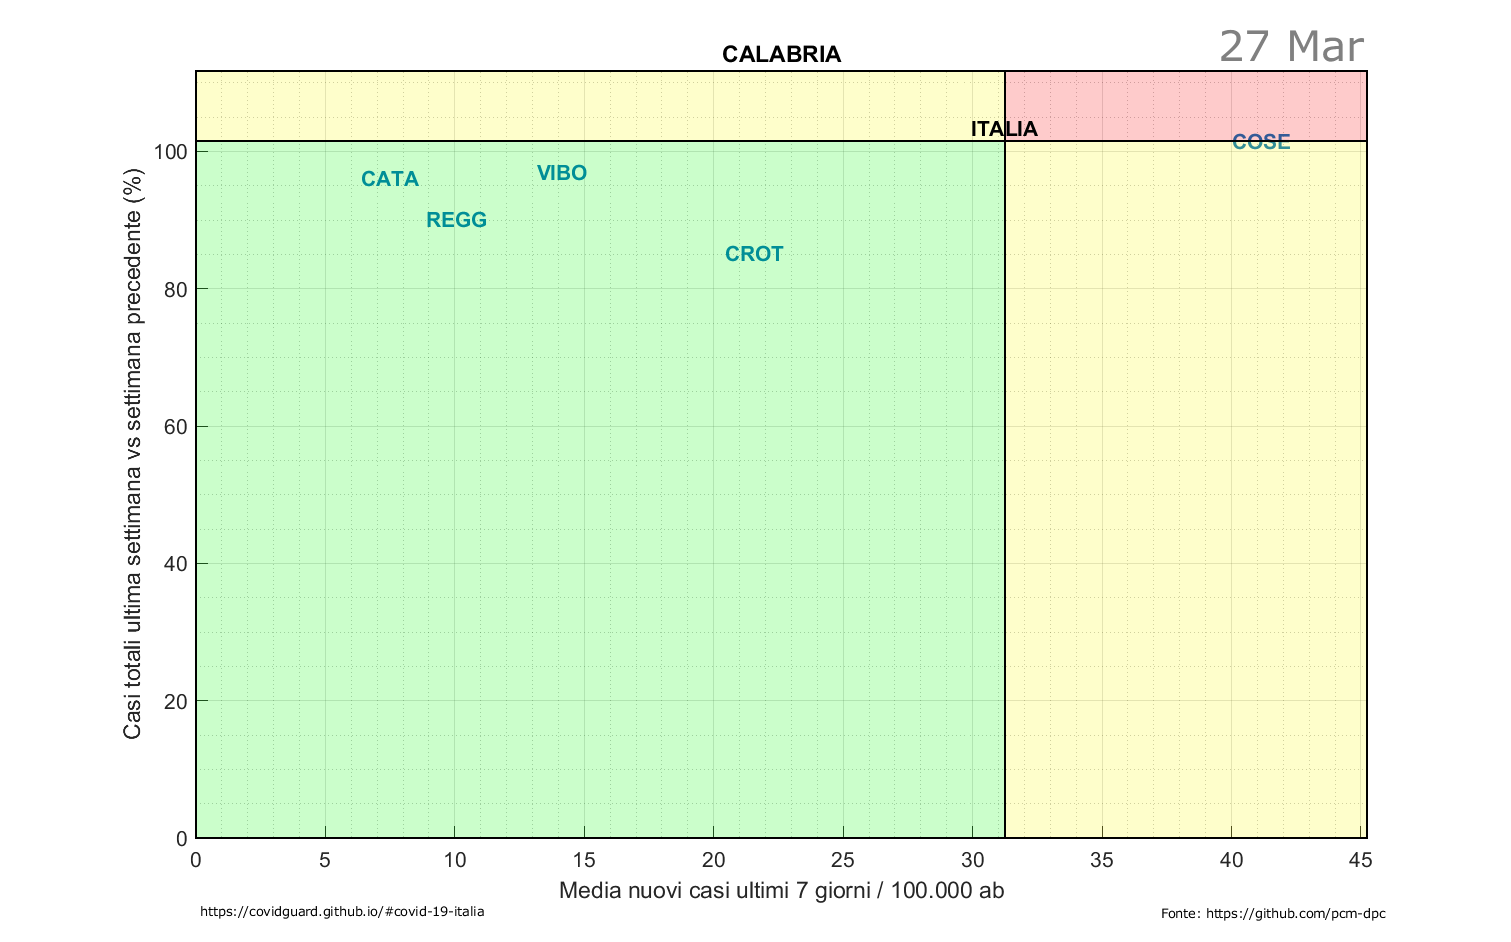 CALABRIA
27 Mar
ITALIA
COSE
CATA
VIBO
REGG
CROT
Casi totali ultima settimana vs settimana precedente (%)
100
80
60
40
20
0
0 5 10 15 20 25 30 35 40 45
Media nuovi casi ultimi 7 giorni / 100.000 ab
https://covidguard.github.io/#covid-19-italia
Fonte: https://github.com/pcm-dpc